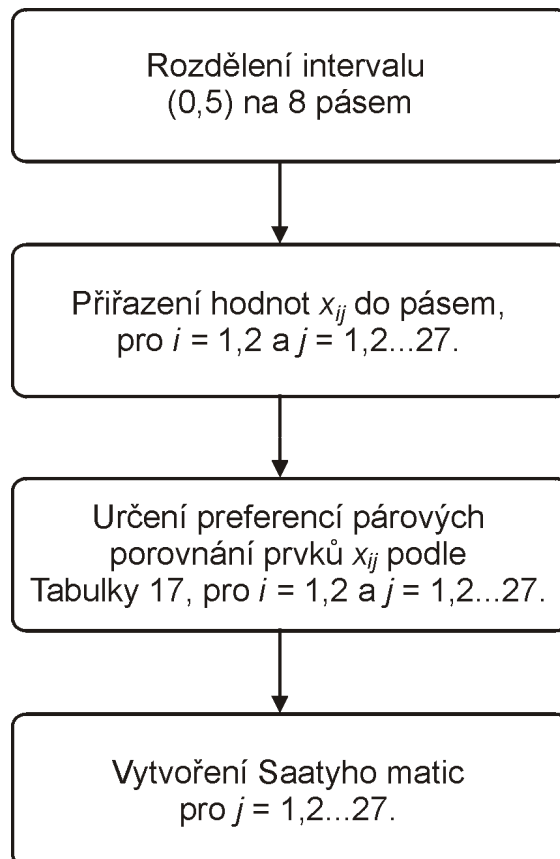 Rozdělení intervalu
(0,5) na 8 pásem
Přiřazení hodnot xij do pásem,
pro i = 1,2 a j = 1,2...27.
Určení preferencí párových
porovnání prvků xij podle
Tabulky 17, pro i = 1,2 a j = 1,2...27.
Vytvoření Saatyho matic
pro j = 1,2...27.